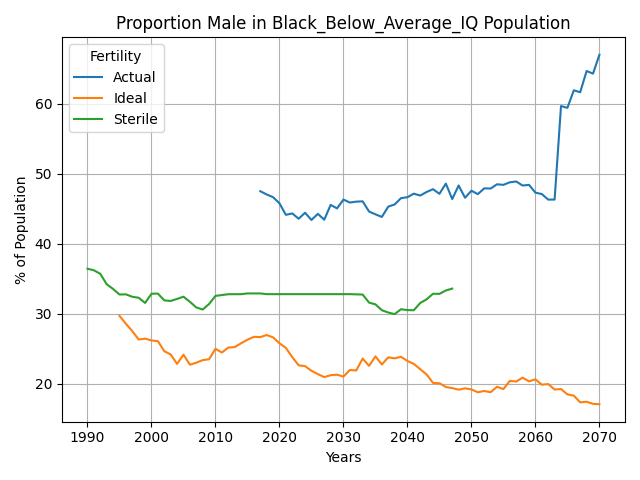 Proportion Male in Black_Below_Average_IQ Population
Fertility
Actual
Ideal
Sterile
% of Population
60
50
40
30
20
1990 2000 2010 2020 2030 2040 2050 2060 2070
Years